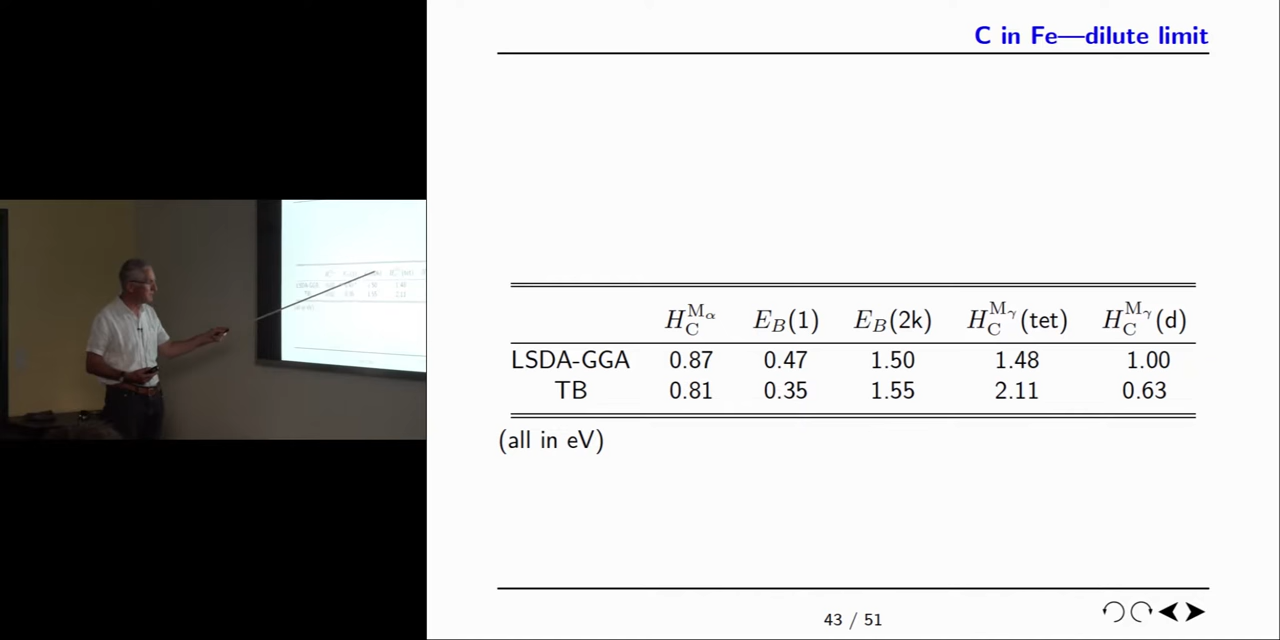 C in Fe—dilute limit
H_C^{M_α} E_B(1) E_B(2k) H_C^{M_γ}(tet) H_C^{M_γ}(d)
LSDA-GGA 0.87 0.47 1.50 1.48 1.00
TB 0.81 0.35 1.55 2.11 0.63
(all in eV)
43 / 51